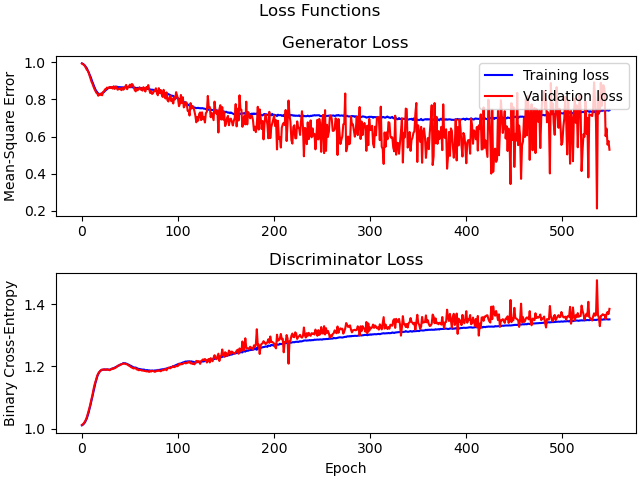 Loss Functions
Generator Loss
Mean-Square Error
1.0
0.8
0.6
0.4
0.2
Training loss
Validation loss
0 100 200 300 400 500
Discriminator Loss
Binary Cross-Entropy
1.4
1.2
1.0
0 100 200 300 400 500
Epoch